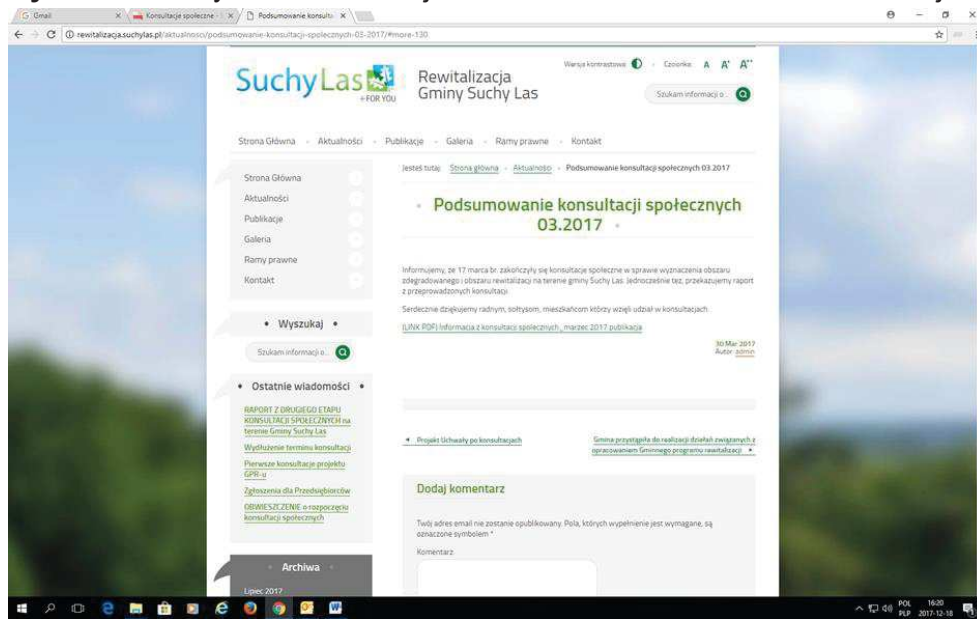 Gmail
Konsultacje społeczne -
Podsumowanie konsulta
rewitalizacja.suchylas.pl/aktualnosci/podsumowanie-konsultacji-spolecznych-03-2017/#more-130
Suchy Las
FOR YOU
Rewitalizacja
Gminy Suchy Las
Wersja kontrastowa
Czcionka: A A+ A++
Szukam informacji o...
Strona Główna - Aktualności - Publikacje - Galeria - Ramy prawne - Kontakt
Strona Główna
Aktualności
Publikacje
Galeria
Ramy prawne
Kontakt
• Wyszukaj •
Szukam informacji o...
• Ostatnie wiadomości •
RAPORT Z DRUGIEGO ETAPU
KONSULTACJI SPOŁECZNYCH na
terenie Gminy Suchy Las
Wydłużenie terminu konsultacji
Pierwsze konsultacje projektu
GPR-u
Zgłoszenia dla Przedsiębiorców
OBWIESZCZENIE o rozpoczęciu
konsultacji społecznych
Archiwa
Lipiec 2017
Jesteś tutaj: Strona główna - Aktualności - Podsumowanie konsultacji społecznych 03.2017
Podsumowanie konsultacji społecznych
03.2017
Informujemy, że 17 marca br. zakończyły się konsultacje społeczne w sprawie wyznaczenia obszaru
zdegradowanego i obszaru rewitalizacji na terenie gminy Suchy Las. Jednocześnie też, przekazujemy raport
z przeprowadzonych konsultacji.
Serdecznie dziękujemy radnym, sołtysom, mieszkańcom którzy wzięli udział w konsultacjach.
(LINK PDF) Informacja z konsultacji społecznych_ marzec 2017 publikacja
30 Mar 2017
Autor: admin
Projekt Uchwały po konsultacjach
Gmina przystąpiła do realizacji działań związanych z
opracowaniem Gminnego programu rewitalizacji
Dodaj komentarz
Twój adres email nie zostanie opublikowany. Pola, których wypełnienie jest wymagane, są
oznaczone symbolem *
Komentarz
POL
PLP
16:20
2017-12-18